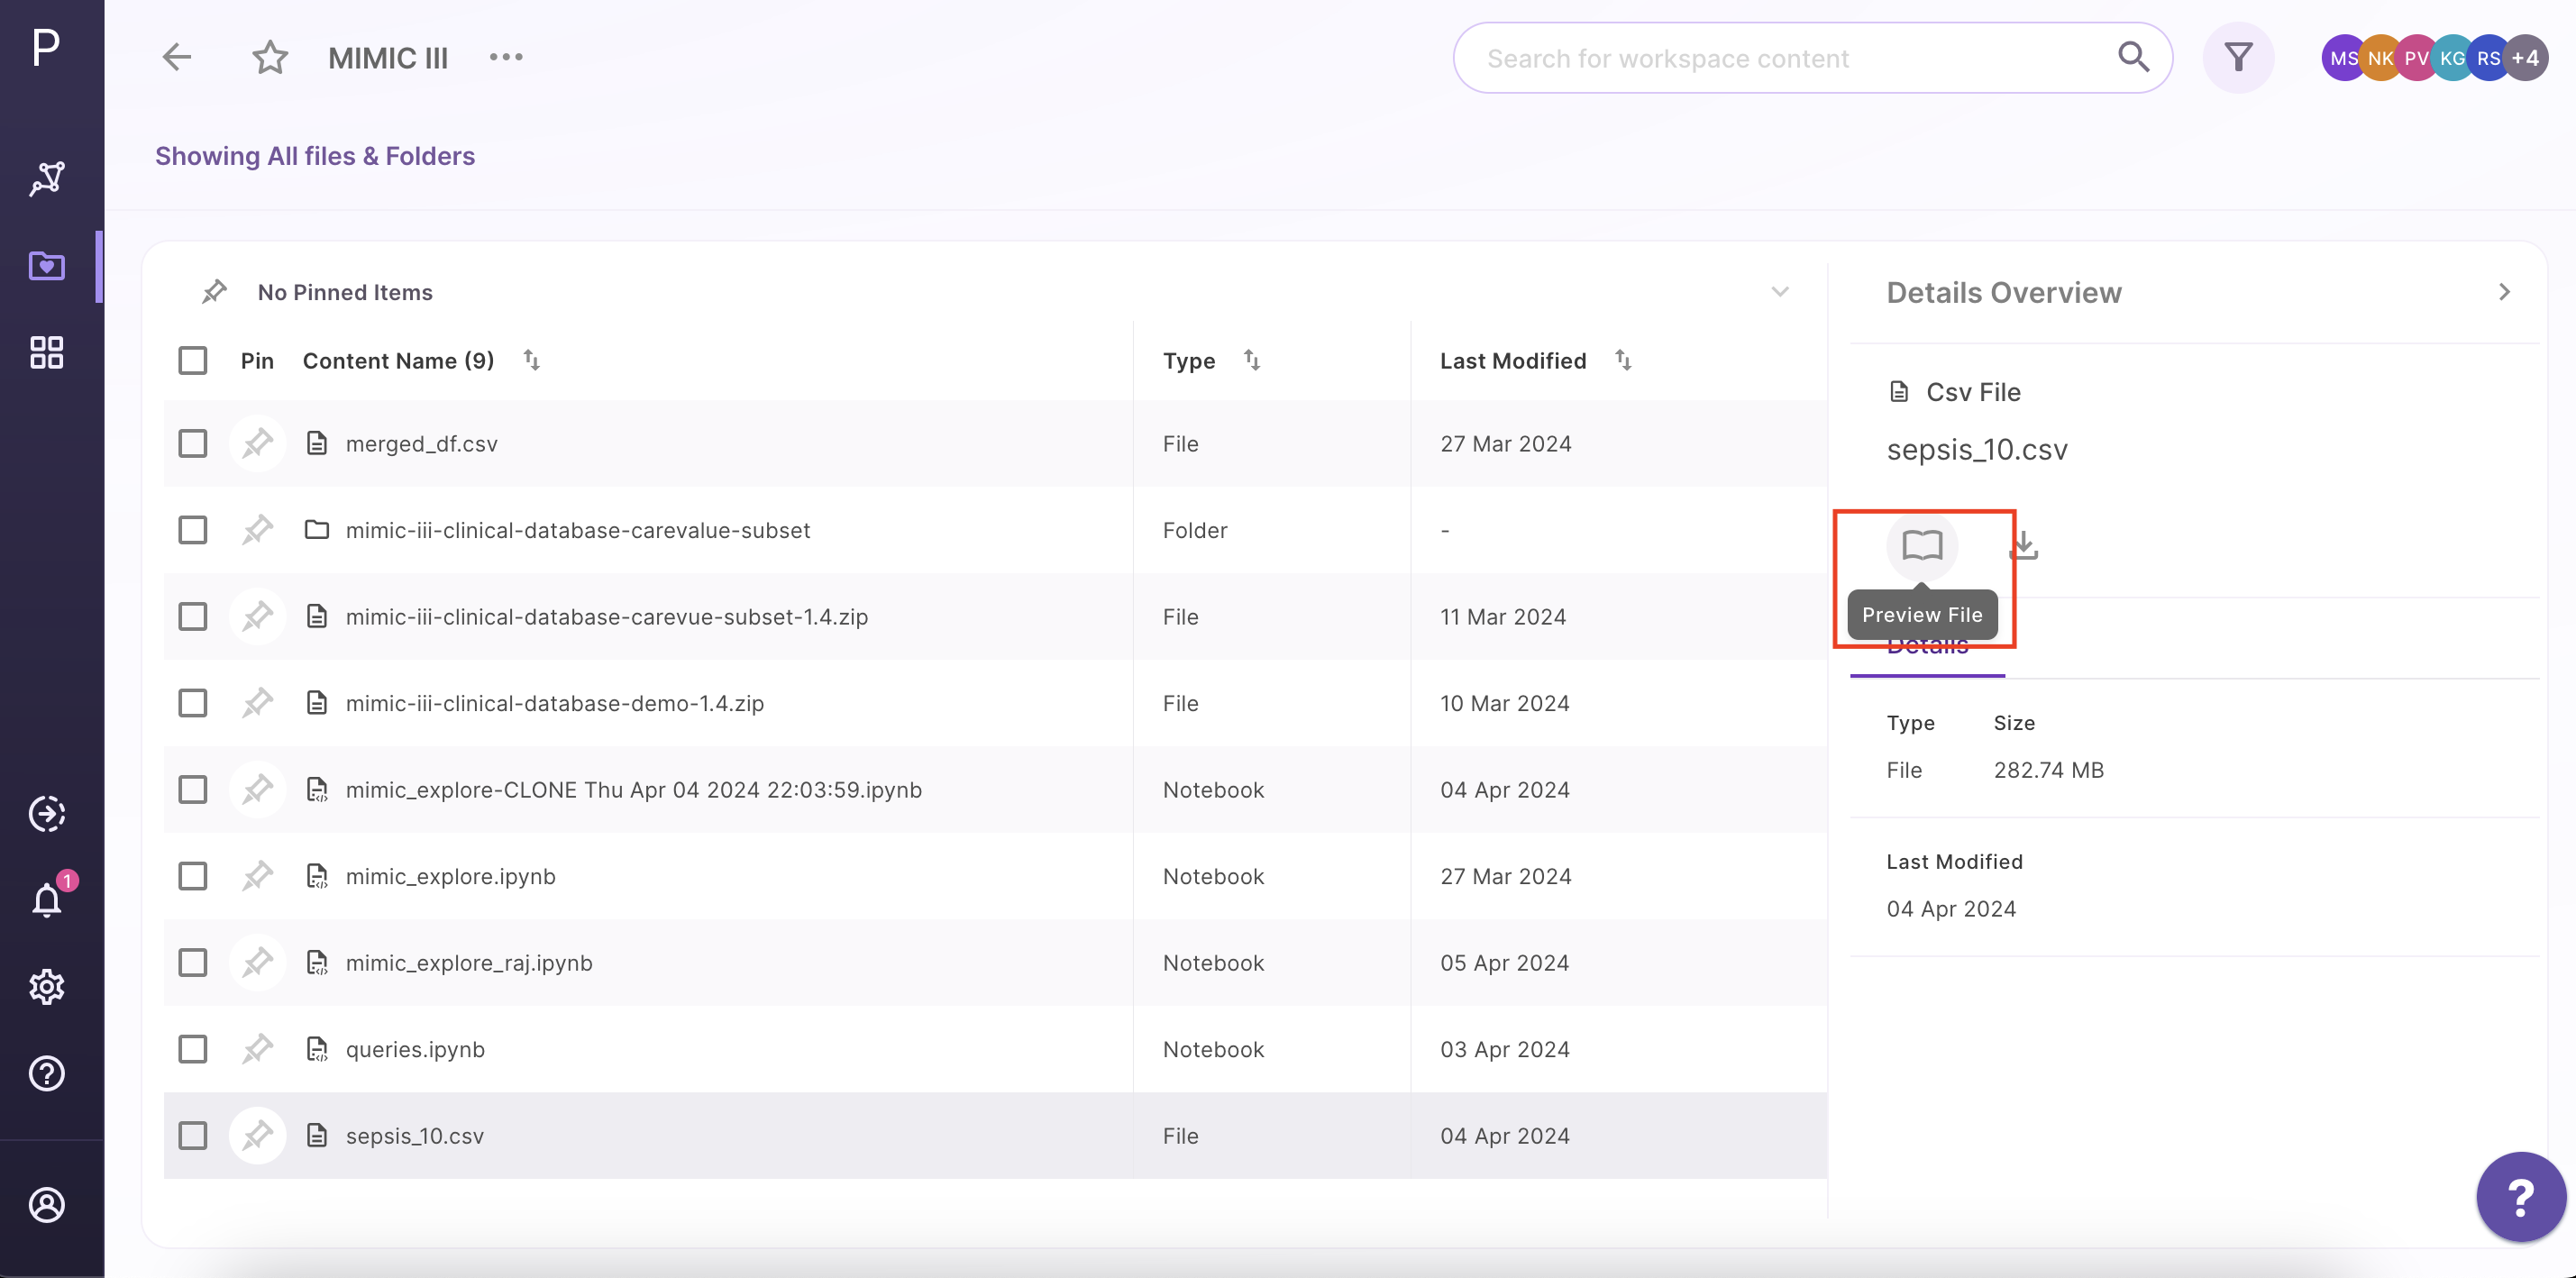 P
MIMIC III
Search for workspace content
MS NK PV KG RS +4
Showing All files & Folders
No Pinned Items
Pin Content Name (9) Type Last Modified
merged_df.csv File 27 Mar 2024
mimic-iii-clinical-database-carevalue-subset Folder -
mimic-iii-clinical-database-carevue-subset-1.4.zip File 11 Mar 2024
mimic-iii-clinical-database-demo-1.4.zip File 10 Mar 2024
mimic_explore-CLONE Thu Apr 04 2024 22:03:59.ipynb Notebook 04 Apr 2024
mimic_explore.ipynb Notebook 27 Mar 2024
mimic_explore_raj.ipynb Notebook 05 Apr 2024
queries.ipynb Notebook 03 Apr 2024
sepsis_10.csv File 04 Apr 2024
1
Details Overview
Csv File
sepsis_10.csv
Preview File
Details
Type Size
File 282.74 MB
Last Modified
04 Apr 2024
?